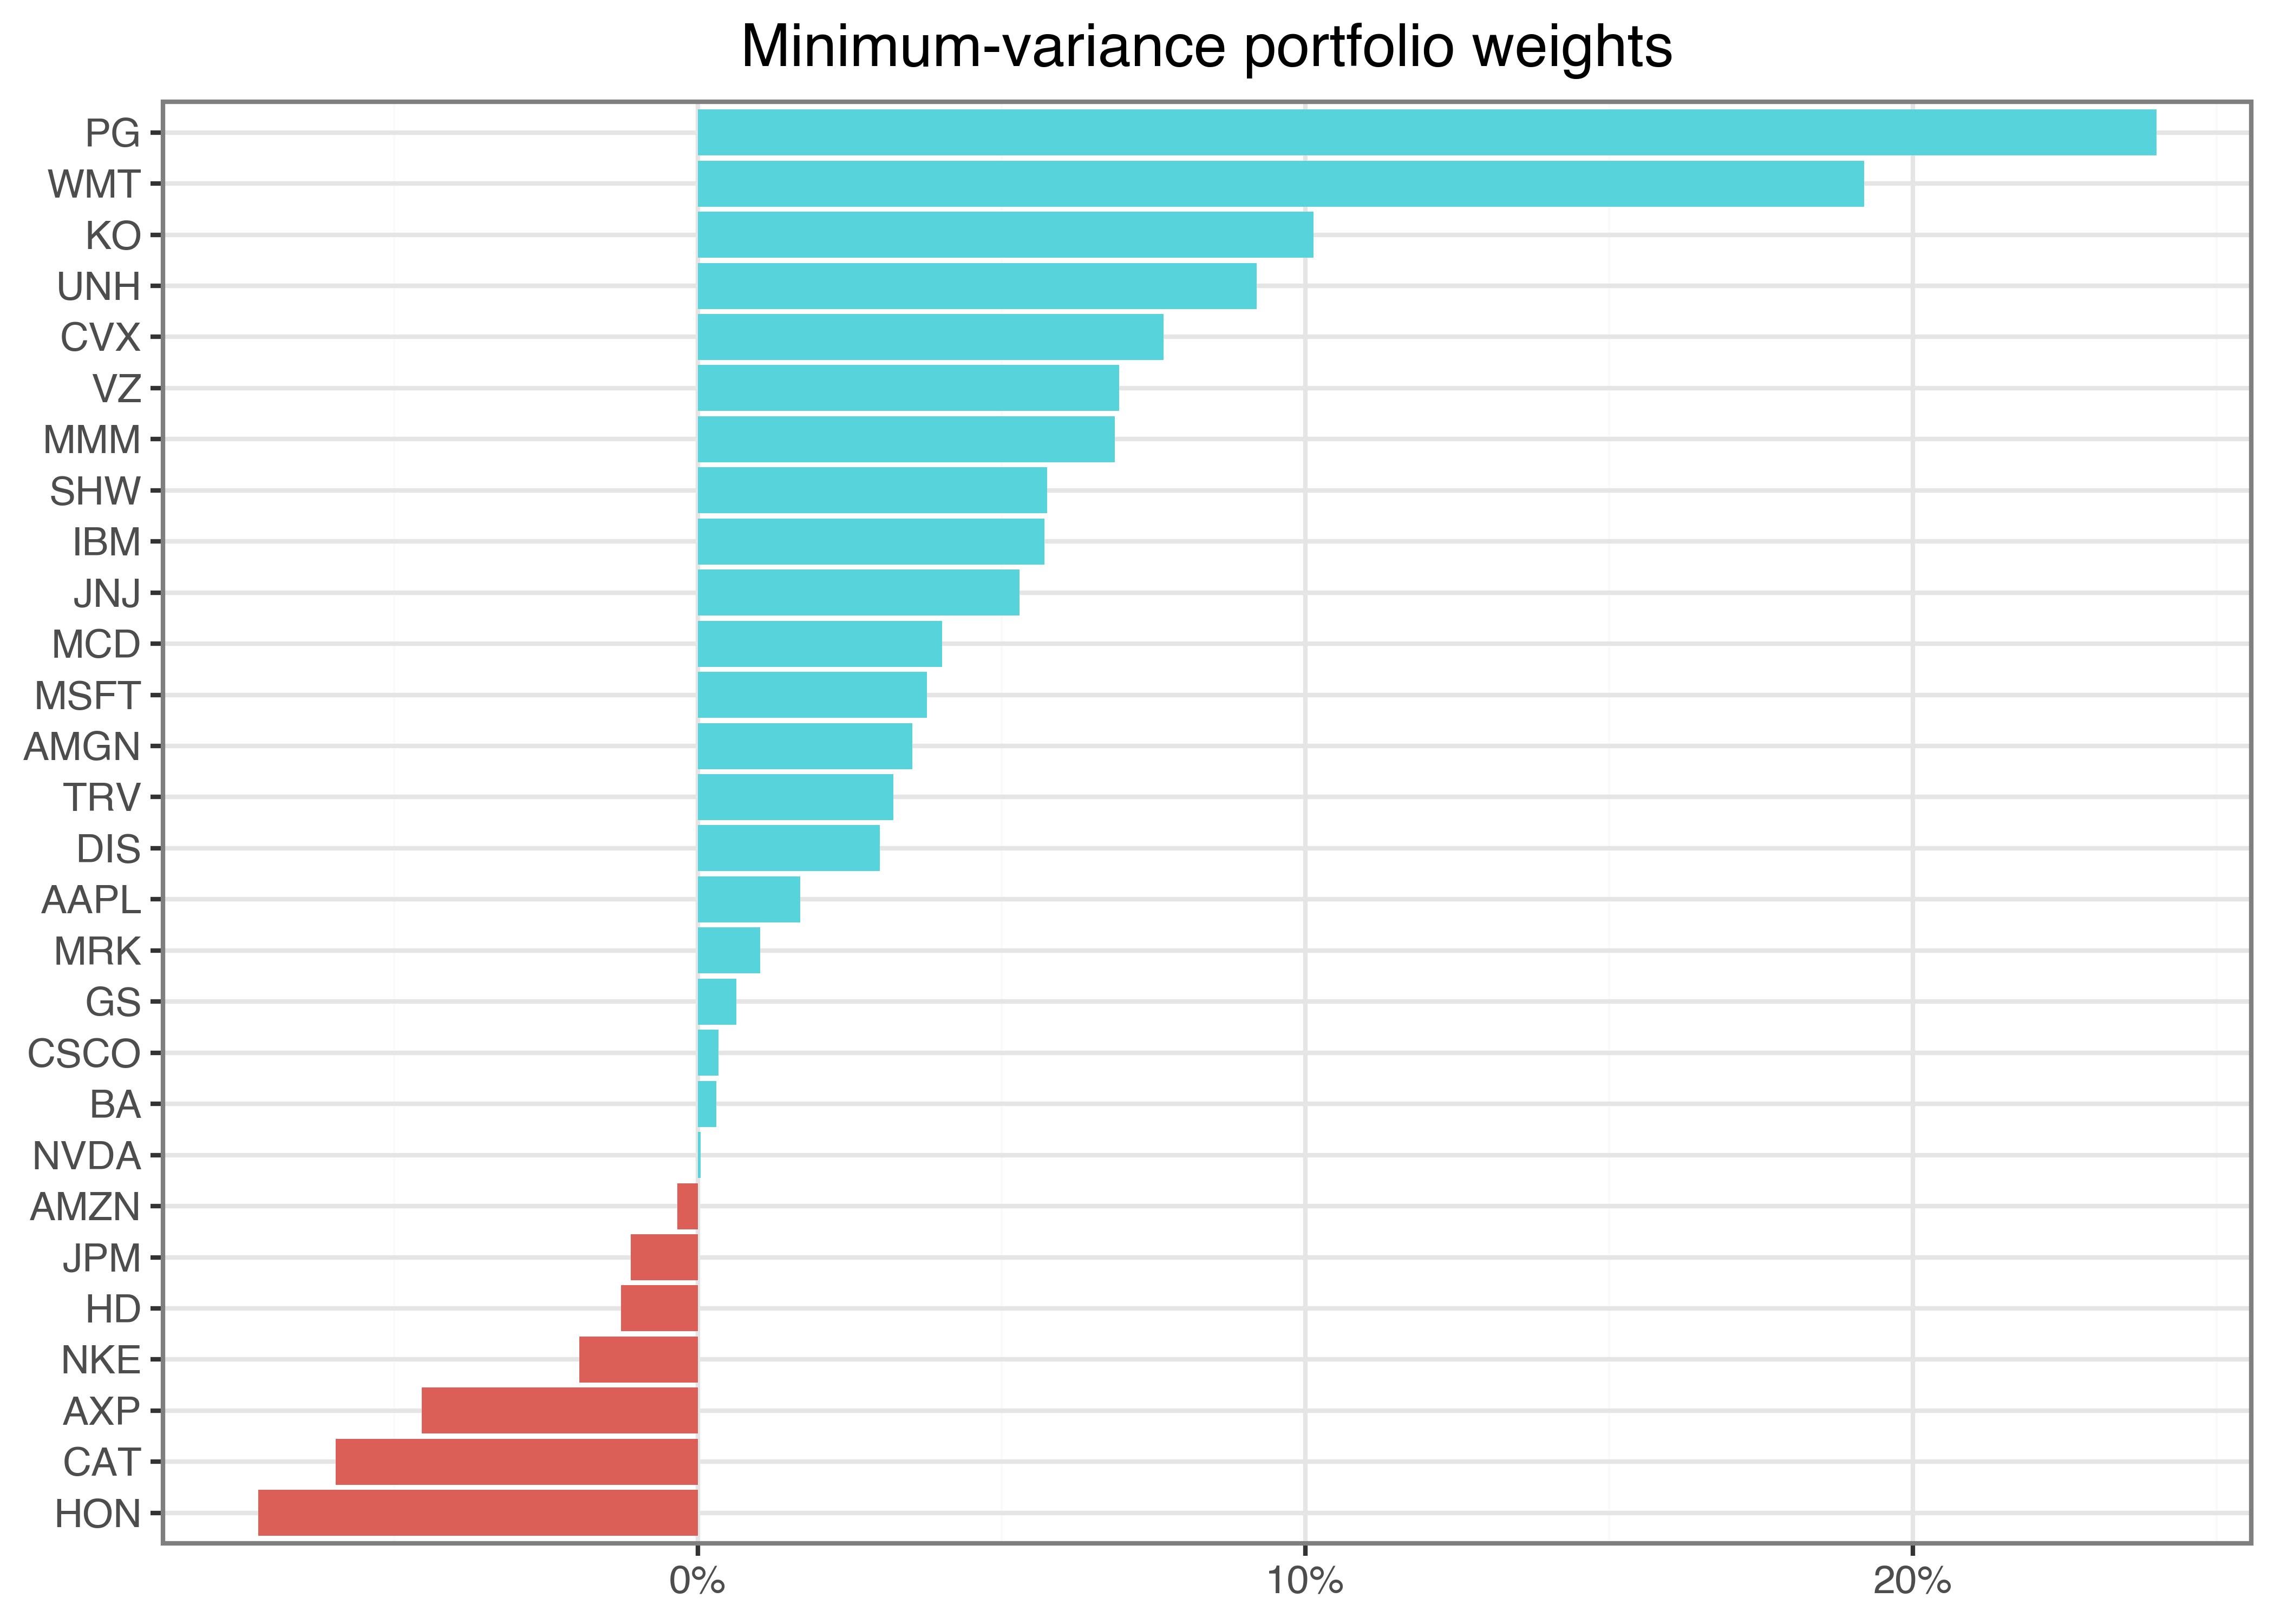 Minimum-variance portfolio weights
PG
WMT
KO
UNH
CVX
VZ
MMM
SHW
IBM
JNJ
MCD
MSFT
AMGN
TRV
DIS
AAPL
MRK
GS
CSCO
BA
NVDA
AMZN
JPM
HD
NKE
AXP
CAT
HON
0% 10% 20%